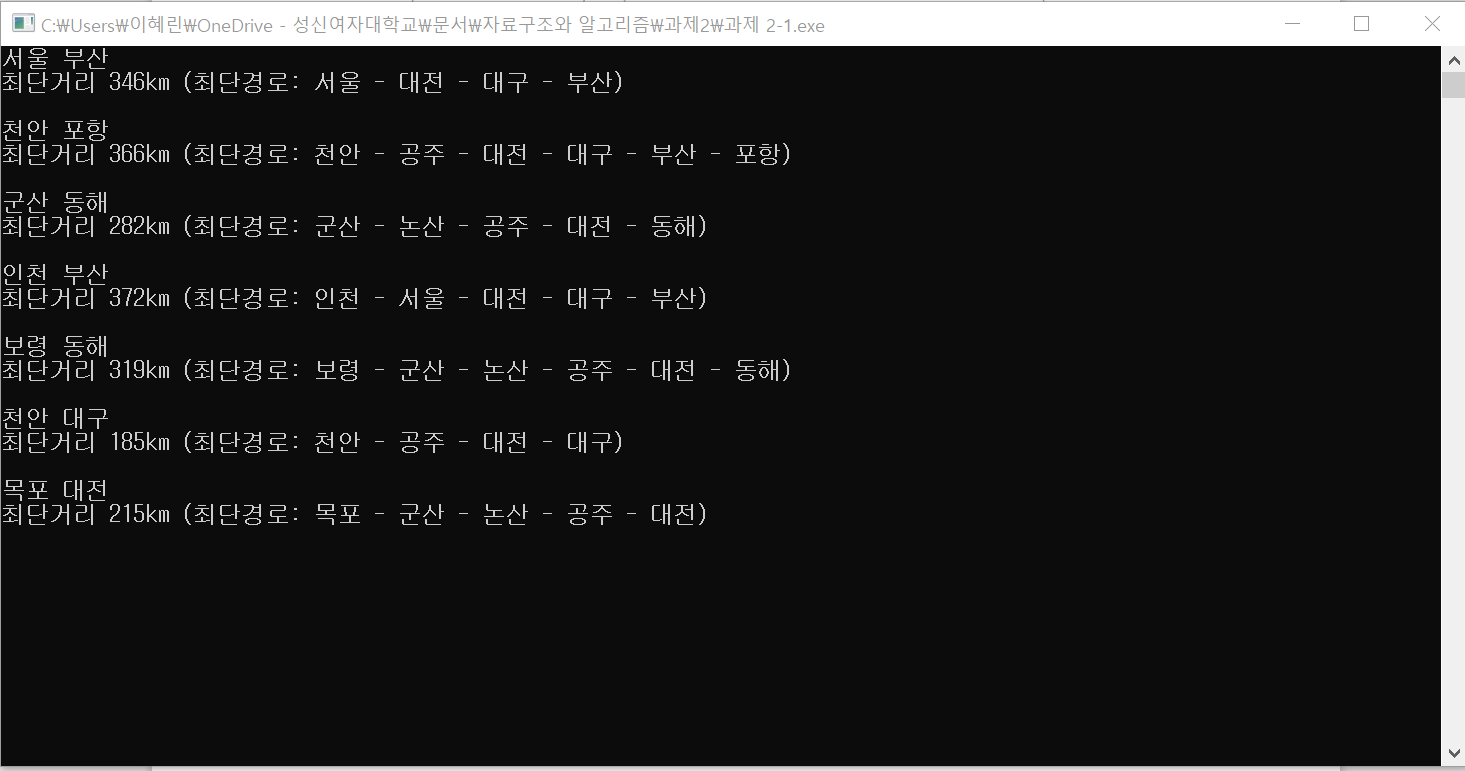 C:₩Users₩이혜린₩OneDrive - 성신여자대학교₩문서₩자료구조와 알고리즘₩과제2₩과제 2-1.exe
서울 부산
최단거리 346km (최단경로: 서울 - 대전 - 대구 - 부산)
천안 포항
최단거리 366km (최단경로: 천안 - 공주 - 대전 - 대구 - 부산 - 포항)
군산 동해
최단거리 282km (최단경로: 군산 - 논산 - 공주 - 대전 - 동해)
인천 부산
최단거리 372km (최단경로: 인천 - 서울 - 대전 - 대구 - 부산)
보령 동해
최단거리 319km (최단경로: 보령 - 군산 - 논산 - 공주 - 대전 - 동해)
천안 대구
최단거리 185km (최단경로: 천안 - 공주 - 대전 - 대구)
목포 대전
최단거리 215km (최단경로: 목포 - 군산 - 논산 - 공주 - 대전)